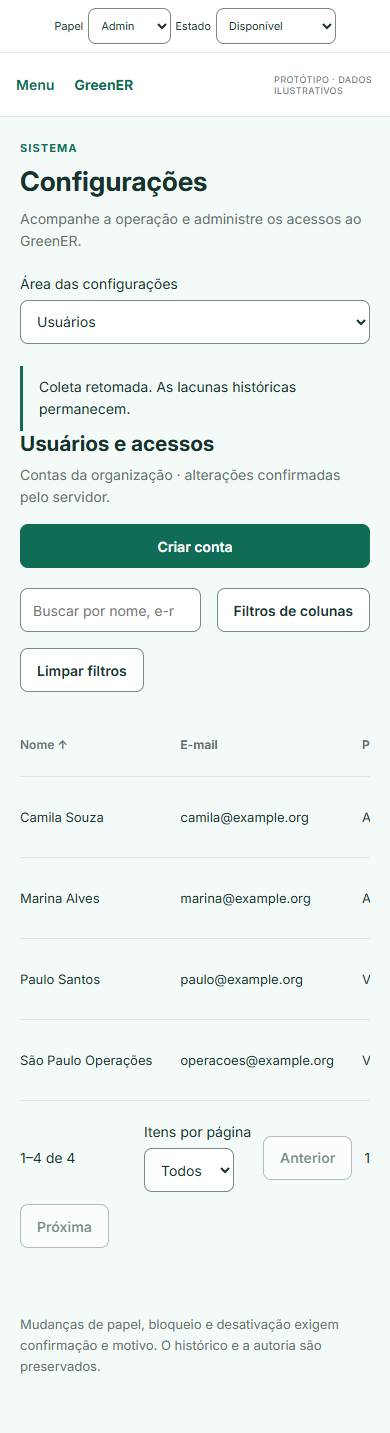 Papel Admin Estado Disponível
Menu GreenER PROTÓTIPO · DADOS
ILUSTRATIVOS
SISTEMA
Configurações
Acompanhe a operação e administre os acessos ao
GreenER.
Área das configurações
Usuários
Coleta retomada. As lacunas históricas
permanecem.
Usuários e acessos
Contas da organização · alterações confirmadas
pelo servidor.
Criar conta
Buscar por nome, e-r Filtros de colunas
Limpar filtros
Nome ↑ E-mail P
Camila Souza camila@example.org A
Marina Alves marina@example.org A
Paulo Santos paulo@example.org V
São Paulo Operações operacoes@example.org V
Itens por página
1–4 de 4 Todos Anterior 1
Próxima
Mudanças de papel, bloqueio e desativação exigem
confirmação e motivo. O histórico e a autoria são
preservados.